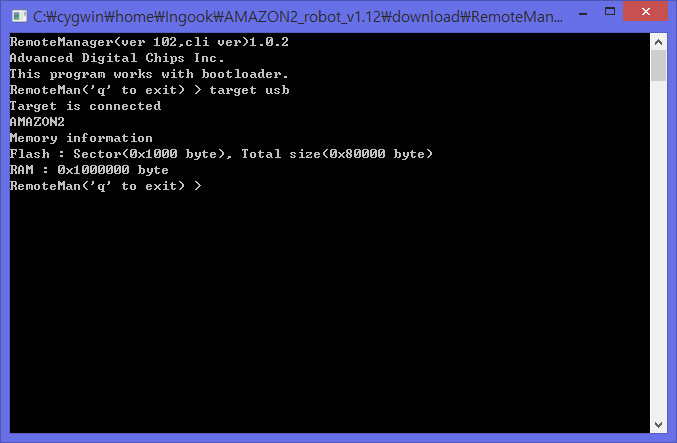 C:₩cygwin₩home₩Ingook₩AMAZON2_robot_v1.12₩download₩RemoteMan...
RemoteManager(ver 102,cli ver)1.0.2
Advanced Digital Chips Inc.
This program works with bootloader.
RemoteMan('q' to exit) > target usb
Target is connected
AMAZON2
Memory information
Flash : Sector(0x1000 byte), Total size(0x80000 byte)
RAM : 0x1000000 byte
RemoteMan('q' to exit) >